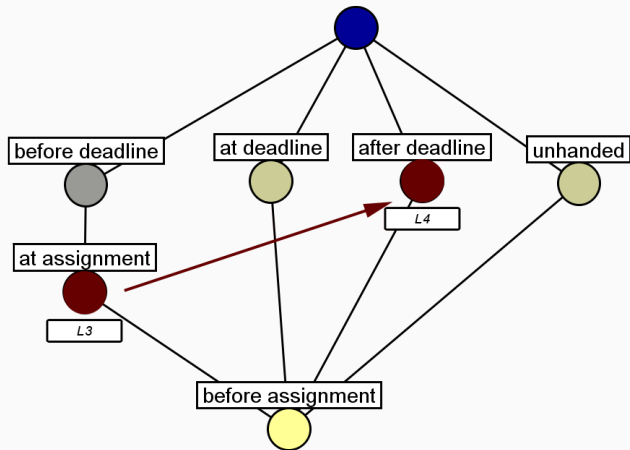 at deadline
after deadline
unhanded
before deadline
L4
at assignment
L3
before assignment